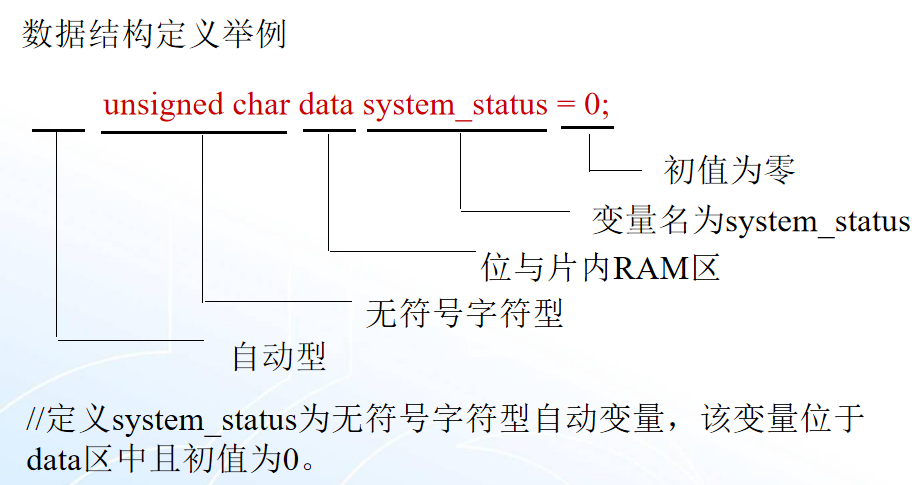 数据结构定义举例
unsigned char data system_status = 0;
初值为零
变量名为system_status
位与片内RAM区
无符号字符型
自动型
//定义system_status为无符号字符型自动变量，该变量位于
data区中且初值为0。